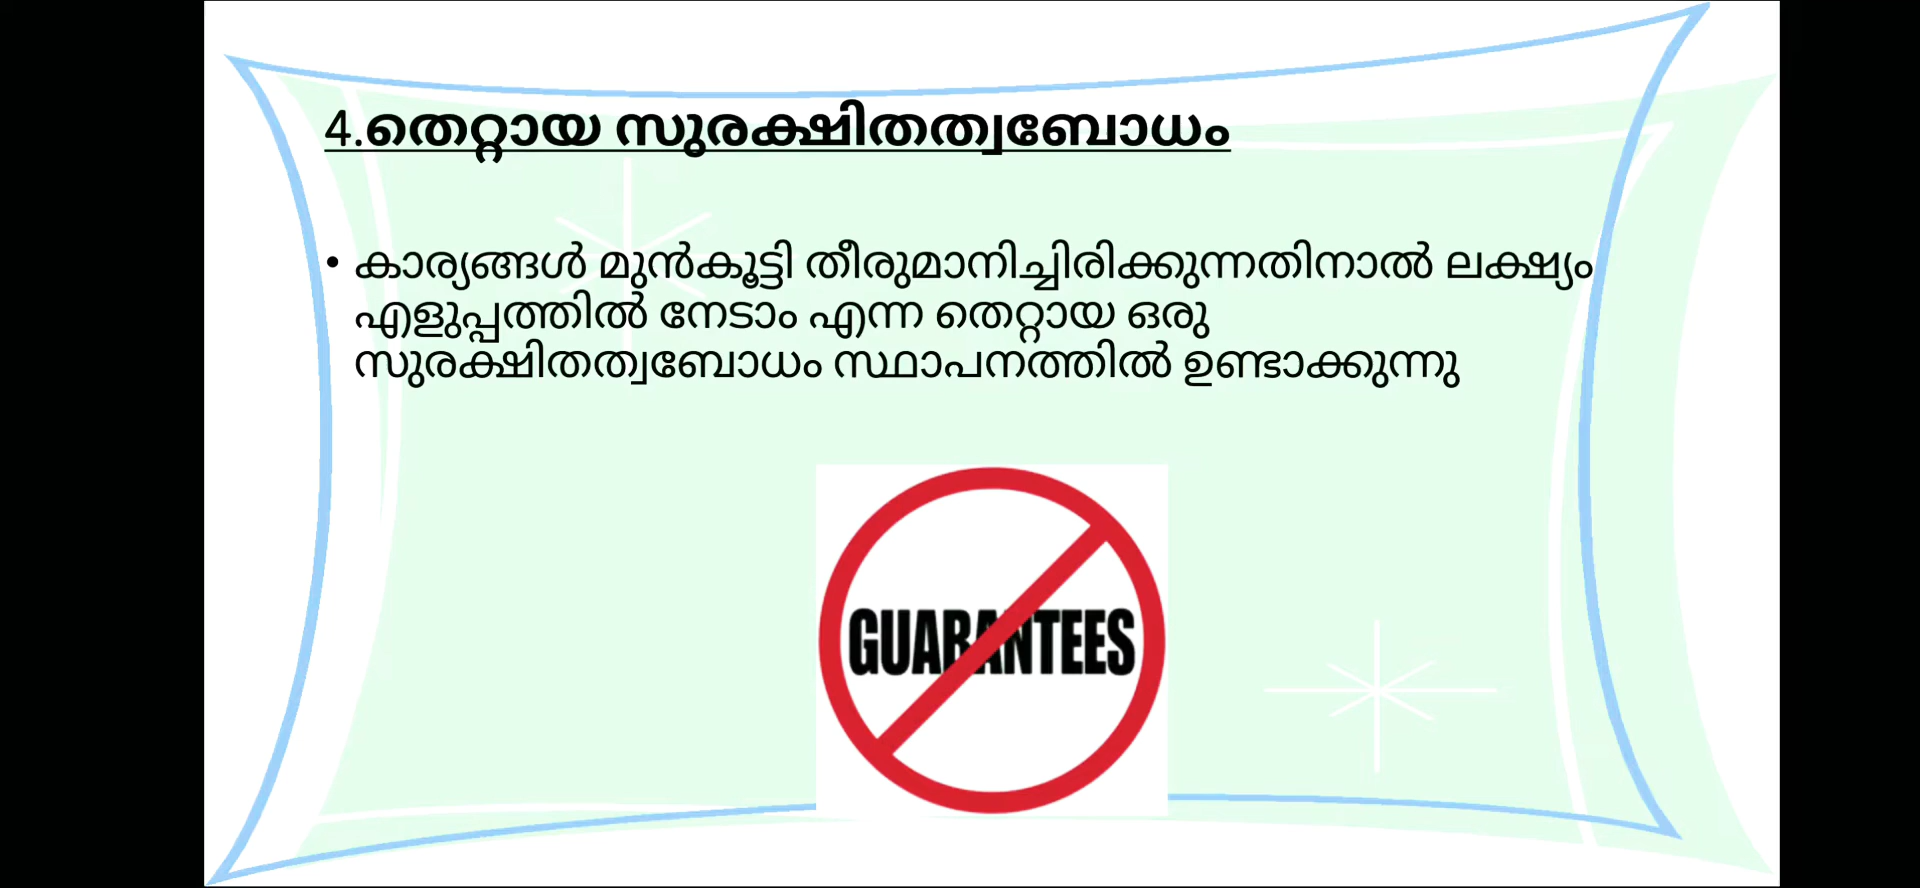 4.തെറ്റായ സുരക്ഷിതത്വബോധം
• കാര്യങ്ങൾ മുൻകൂട്ടി തീരുമാനിച്ചിരിക്കുന്നതിനാൽ ലക്ഷ്യം
എളുപ്പത്തിൽ നേടാം എന്ന തെറ്റായ ഒരു
സുരക്ഷിതത്വബോധം സ്ഥാപനത്തിൽ ഉണ്ടാക്കുന്നു
GUARANTEES